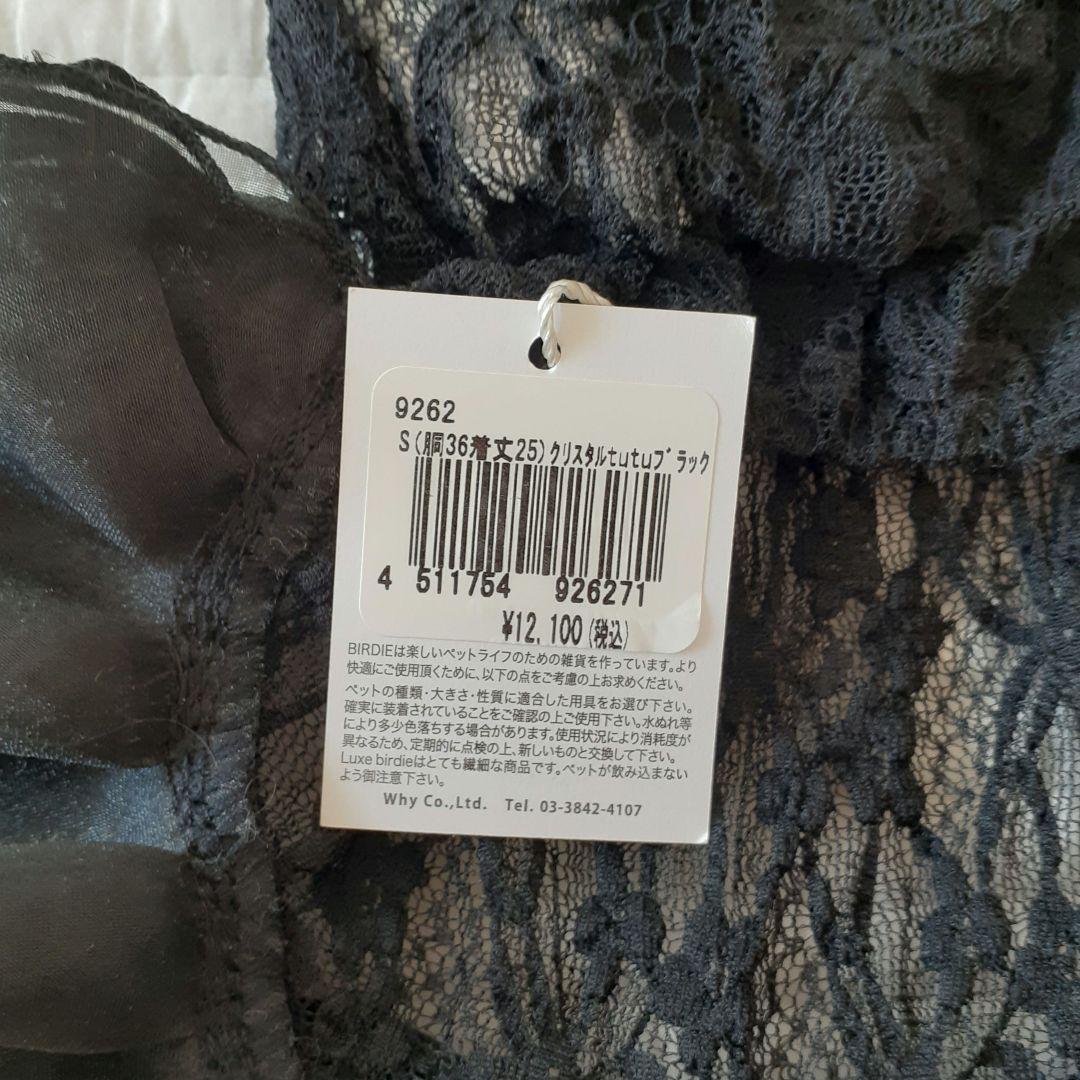 9262
S(胴36着丈25)クリスタルtutuブラック
4 511754 926271
¥12,100(税込)
BIRDIEは楽しいペットライフのための雑貨を作っています。より
快適にご使用頂くために、以下の点をご考慮の上お求めください。
ペットの種類・大きさ・性質に適合した用具をお選び下さい。
確実に装着されていることをご確認の上ご使用下さい。水ぬれ等
により多少色落ちする場合があります。使用状況により消耗度が
異なるため、定期的に点検の上、新しいものと交換して下さい。
Luxe birdieはとても繊細な商品です。ペットが飲み込まない
よう御注意下さい。
Why Co.,Ltd. Tel. 03-3842-4107